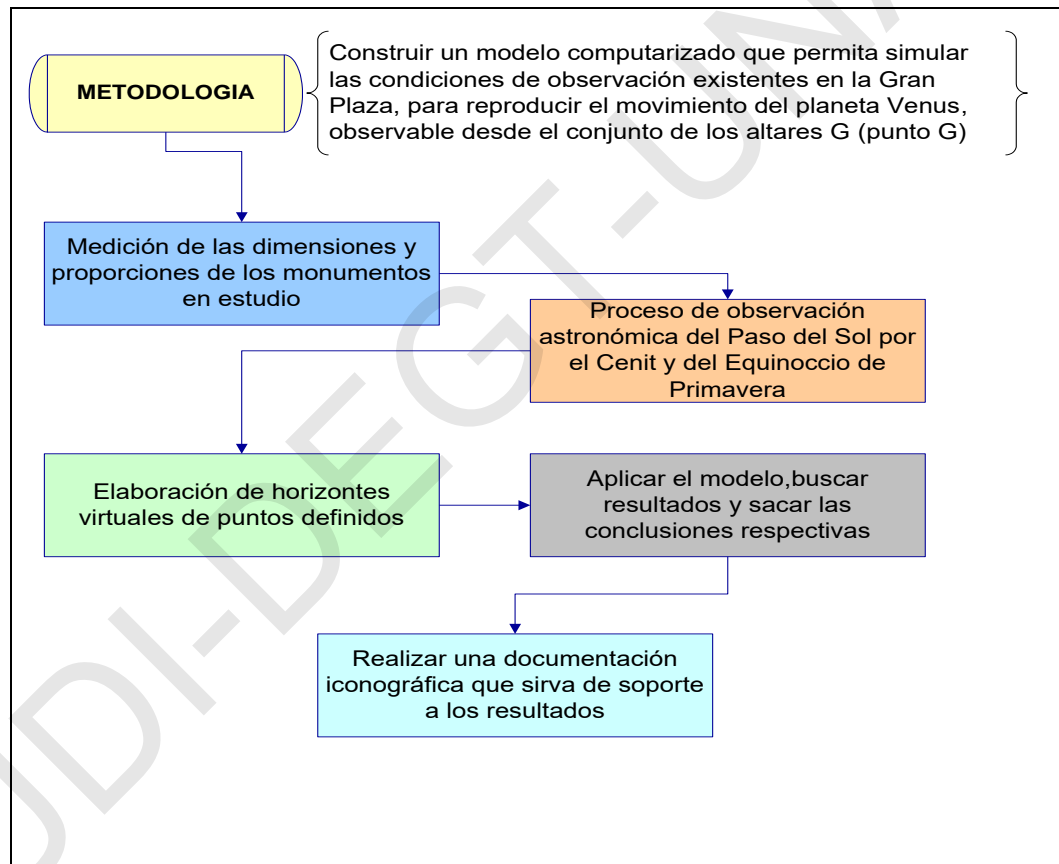 METODOLOGIA
Construir un modelo computarizado que permita simular
las condiciones de observación existentes en la Gran
Plaza, para reproducir el movimiento del planeta Venus,
observable desde el conjunto de los altares G (punto G)
Medición de las dimensiones y
proporciones de los monumentos
en estudio
Proceso de observación
astronómica del Paso del Sol por
el Cenit y del Equinoccio de
Primavera
Elaboración de horizontes
virtuales de puntos definidos
Aplicar el modelo,buscar
resultados y sacar las
conclusiones respectivas
Realizar una documentación
iconográfica que sirva de soporte
a los resultados
UDI-DEGT-UNA